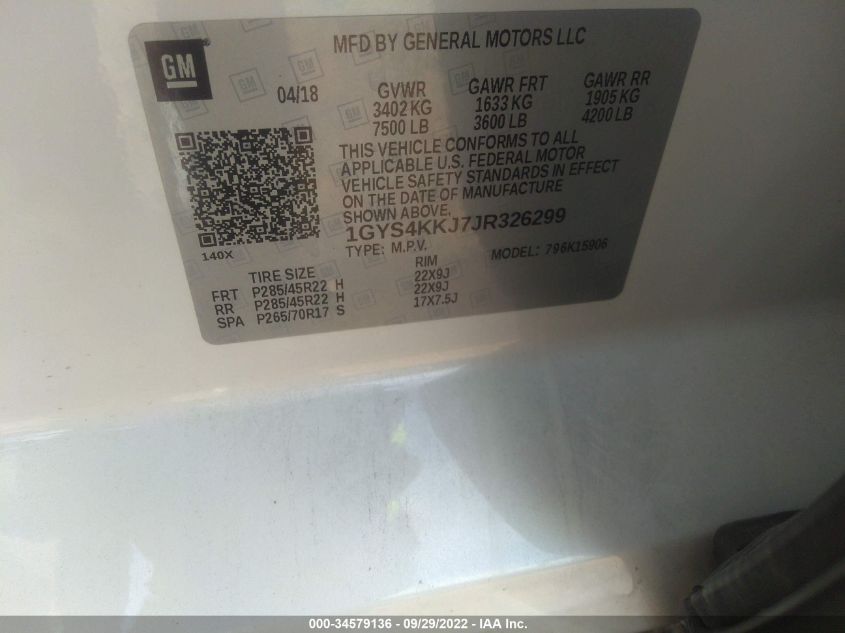 GM
MFD BY GENERAL MOTORS LLC
04/18
GVWR GAWR FRT GAWR RR
3402 KG 1633 KG 1905 KG
7500 LB 3600 LB 4200 LB
THIS VEHICLE CONFORMS TO ALL
APPLICABLE U.S. FEDERAL MOTOR
VEHICLE SAFETY STANDARDS IN EFFECT
ON THE DATE OF MANUFACTURE
SHOWN ABOVE.
1GYS4KKJ7JR326299
TYPE: M.P.V. MODEL: 796K15906
140X
TIRE SIZE RIM
FRT P285/45R22 H 22X9J
RR P285/45R22 H 22X9J
SPA P265/70R17 S 17X7.5J
000-34579136 - 09/29/2022 - IAA Inc.